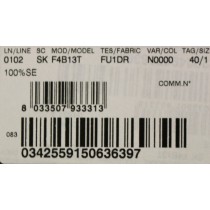 LN/LINE SC MOD/MODEL TES/FABRIC VAR/COL TAG/SIZ
0102 SK F4B13T FU1DR N0000 40/1
100%SE
COMM.N°
8 033507 933313
083
0342559150636397